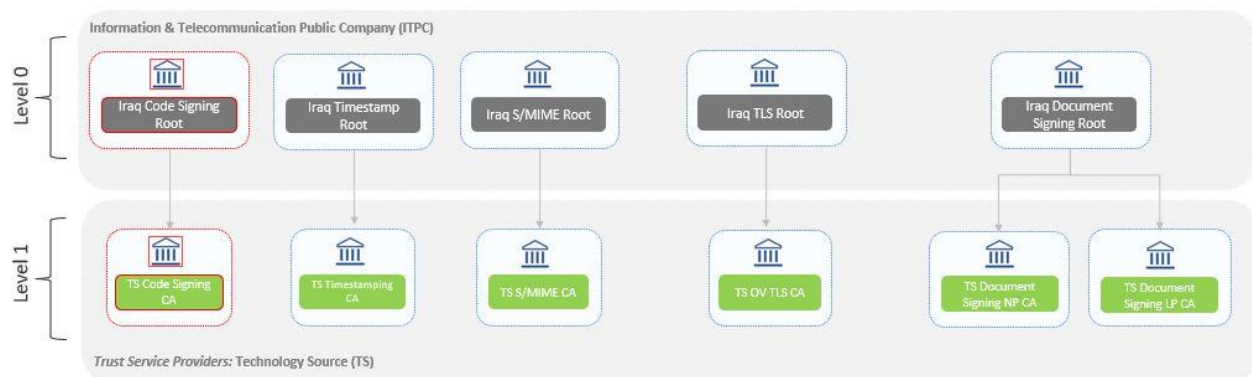 Information & Telecommunication Public Company (ITPC)
Level 0
Iraq Code Signing
Root
Iraq Timestamp
Root
Iraq S/MIME Root
Iraq TLS Root
Iraq Document
Signing Root
Level 1
TS Code Signing
CA
TS Timestamping
CA
TS S/MIME CA
TS OV TLS CA
TS Document
Signing NP CA
TS Document
Signing LP CA
Trust Service Providers: Technology Source (TS)